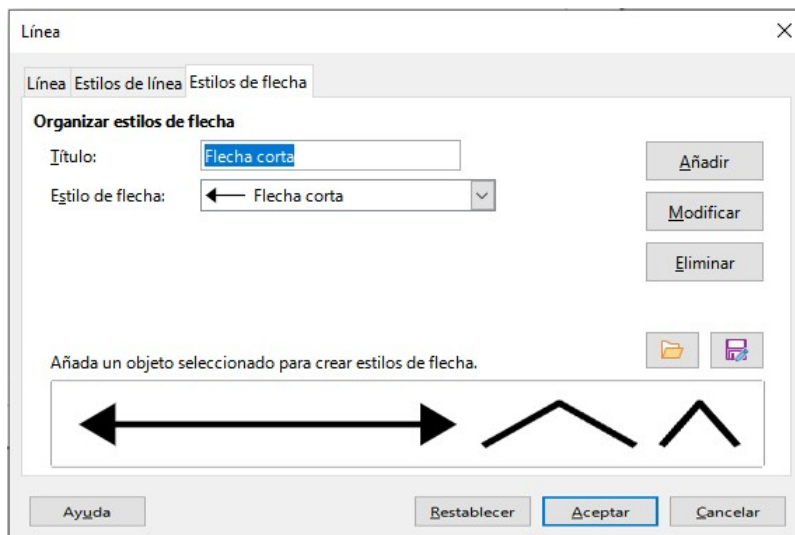 Línea
Línea Estilos de línea Estilos de flecha
Organizar estilos de flecha
Título: Flecha corta
Añadir
Estilo de flecha: Flecha corta
Modificar
Eliminar
Añada un objeto seleccionado para crear estilos de flecha.
Ayuda Restablecer Aceptar Cancelar